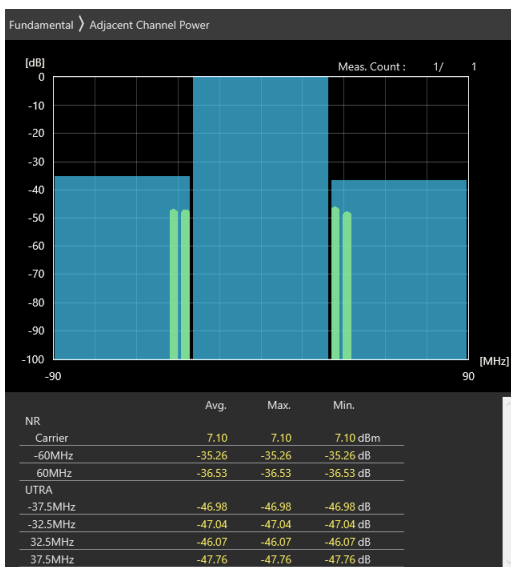 Fundamental 〉 Adjacent Channel Power
[dB]
Meas. Count : 1/ 1
0
-10
-20
-30
-40
-50
-60
-70
-80
-90
-100
[MHz]
-90 90
Avg. Max. Min.
NR
Carrier 7.10 7.10 7.10 dBm
-60MHz -35.26 -35.26 -35.26 dB
60MHz -36.53 -36.53 -36.53 dB
UTRA
-37.5MHz -46.98 -46.98 -46.98 dB
-32.5MHz -47.04 -47.04 -47.04 dB
32.5MHz -46.07 -46.07 -46.07 dB
37.5MHz -47.76 -47.76 -47.76 dB